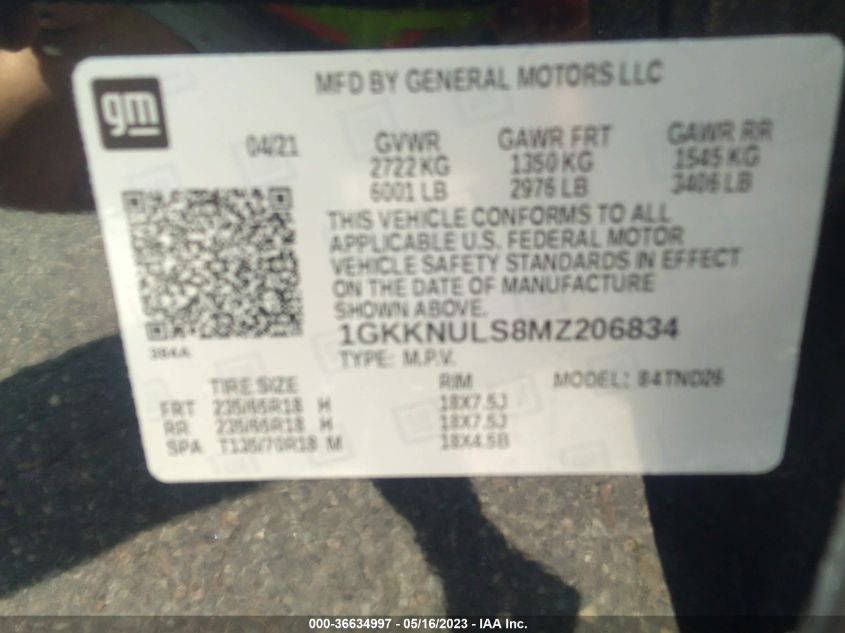 MFD BY GENERAL MOTORS LLC
gm
04/21 GVWR GAWR FRT GAWR RR
2722 KG 1350 KG 1545 KG
6001 LB 2976 LB 3406 LB
THIS VEHICLE CONFORMS TO ALL
APPLICABLE U.S. FEDERAL MOTOR
VEHICLE SAFETY STANDARDS IN EFFECT
ON THE DATE OF MANUFACTURE
SHOWN ABOVE.
1GKKNULS8MZ206834
384A
TYPE: M.P.V.
TIRE SIZE RIM MODEL: 84TND26
FRT 235/65R18 H 18X7.5J
RR 235/65R18 H 18X7.5J
SPA T135/70R18 M 18X4.5B
000-36634997 - 05/16/2023 - IAA Inc.